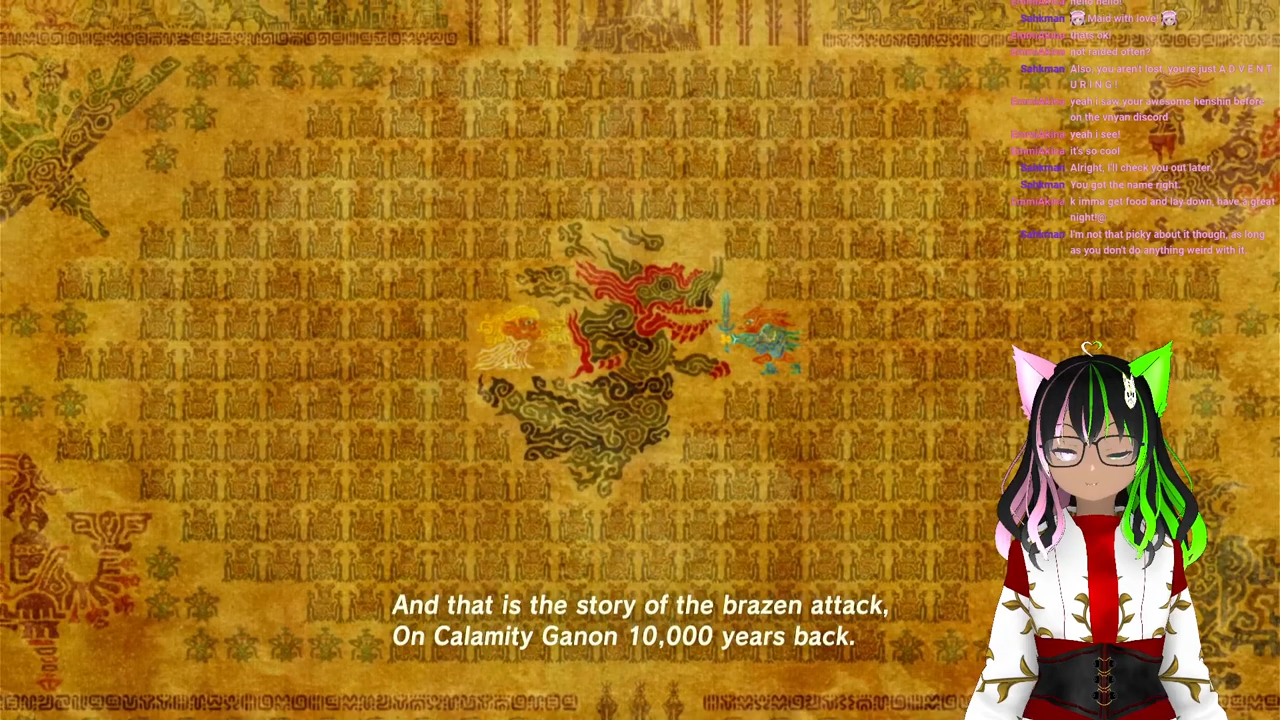 hello hello!
Sahkman Maid with love!
thats ok
not raided often?
Sahkman Also, you arent lost, you're just A D V E N T
U R I N G !
yeah i saw your awesome henshin before
on the vnyan discord
yeah i see!
it's so cool
Sahkman Alright, I'll check you out later.
Sahkman You got the name right.
k imma get food and lay down, have a great
night!
Sahkman I'm not that picky about it though, as long
as you don't do anything weird with it.
And that is the story of the brazen attack,
On Calamity Ganon 10,000 years back.